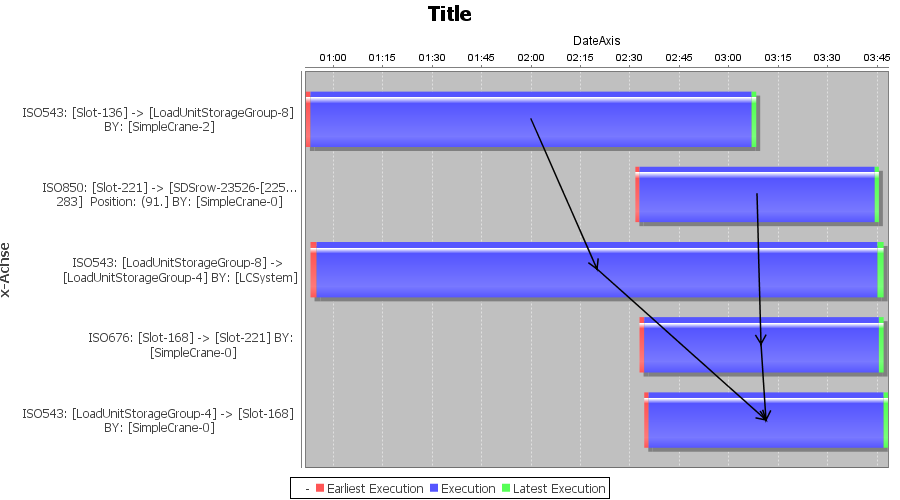 Title
DateAxis
01:00 01:15 01:30 01:45 02:00 02:15 02:30 02:45 03:00 03:15 03:30 03:45
x-Achse
ISO543: [Slot-136] -> [LoadUnitStorageGroup-8]
BY: [SimpleCrane-2]
ISO850: [Slot-221] -> [SDSrow-23526-[225...
283] Position: (91.] BY: [SimpleCrane-0]
ISO543: [LoadUnitStorageGroup-8] ->
[LoadUnitStorageGroup-4] BY: [LCSystem]
ISO676: [Slot-168] -> [Slot-221] BY:
[SimpleCrane-0]
ISO543: [LoadUnitStorageGroup-4] -> [Slot-168]
BY: [SimpleCrane-0]
- Earliest Execution Execution Latest Execution